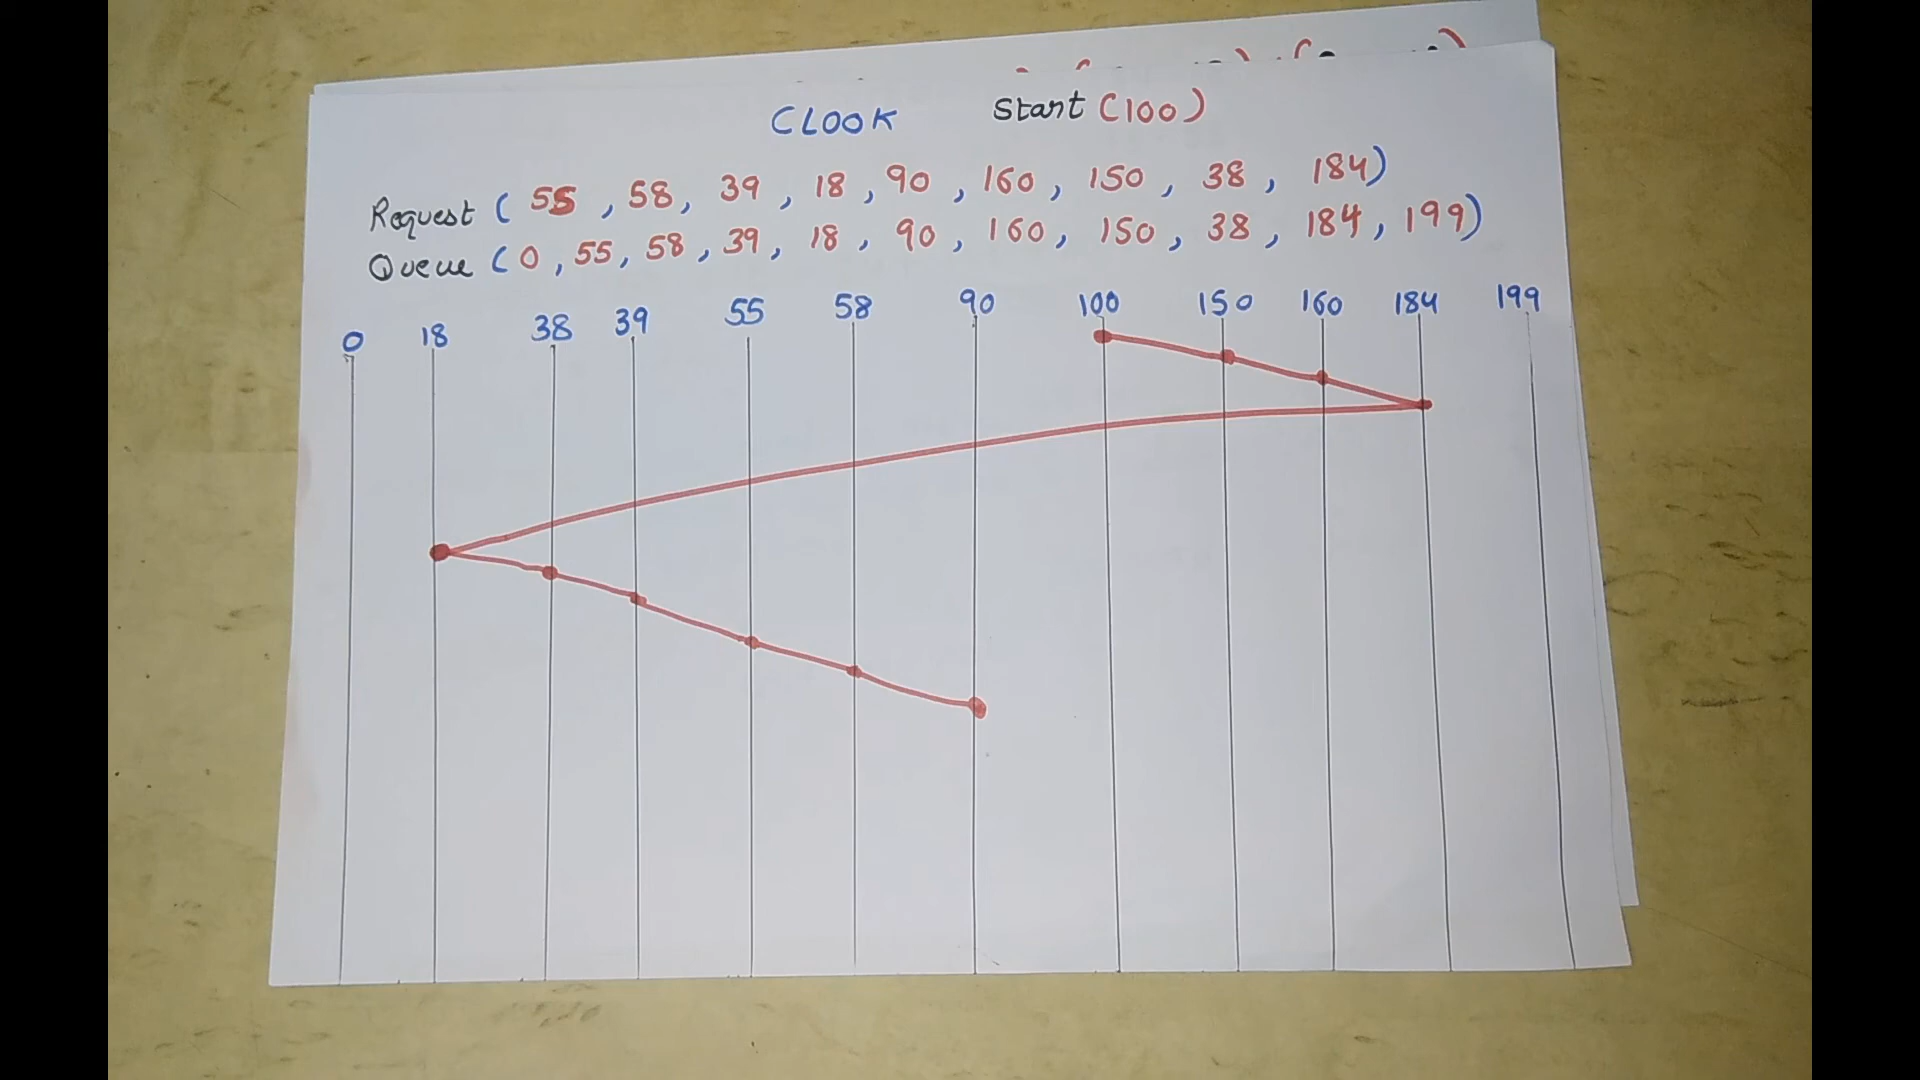 CLOOK Start (100)
Request ( 55 , 58, 39 , 18 , 90 , 160 , 150 , 38 , 184)
Queue ( 0 , 55 , 58 , 39 , 18 , 90 , 160 , 150 , 38 , 184 , 199)
0 18 38 39 55 58 90 100 150 160 184 199